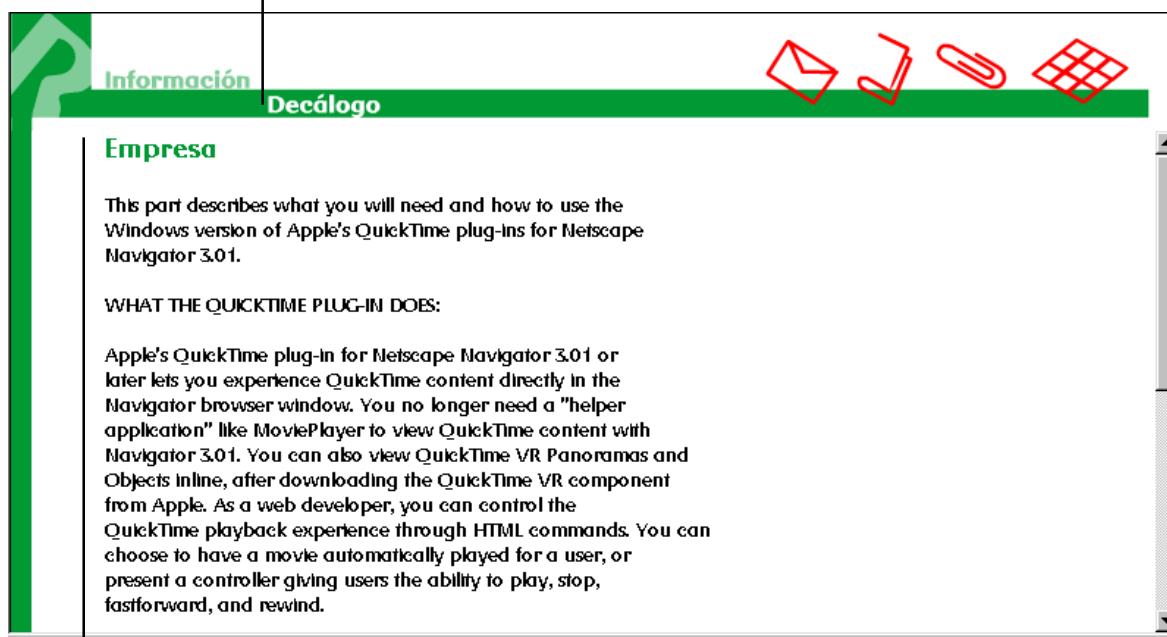 Información
Decálogo
Empresa
This part describes what you will need and how to use the
Windows version of Apple's QuickTime plug-ins for Netscape
Navigator 3.01.
WHAT THE QUICKTIME PLUG-IN DOES:
Apple's QuickTime plug-in for Netscape Navigator 3.01 or
later lets you experience QuickTime content directly in the
Navigator browser window. You no longer need a "helper
application" like MoviePlayer to view QuickTime content with
Navigator 3.01. You can also view QuickTime VR Panoramas and
Objects inline, after downloading the QuickTime VR component
from Apple. As a web developer, you can control the
QuickTime playback experience through HTML commands. You can
choose to have a movie automatically played for a user, or
present a controller giving users the ability to play, stop,
fastforward, and rewind.